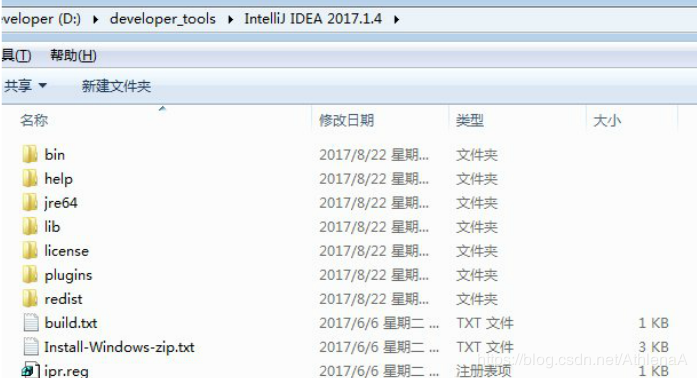 eveloper (D:) ▸ developer_tools ▸ IntelliJ IDEA 2017.1.4 ▸
具(T) 帮助(H)
共享 新建文件夹
名称 修改日期 类型 大小
bin 2017/8/22 星期... 文件夹
help 2017/8/22 星期... 文件夹
jre64 2017/8/22 星期... 文件夹
lib 2017/8/22 星期... 文件夹
license 2017/8/22 星期... 文件夹
plugins 2017/8/22 星期... 文件夹
redist 2017/8/22 星期... 文件夹
build.txt 2017/6/6 星期二 ... TXT 文件 1 KB
Install-Windows-zip.txt 2017/6/6 星期二 ... TXT 文件 3 KB
ipr.reg 2017/6/6 星期二 ... 注册表项 1 KB
https://blog.csdn.net/AthlenaA